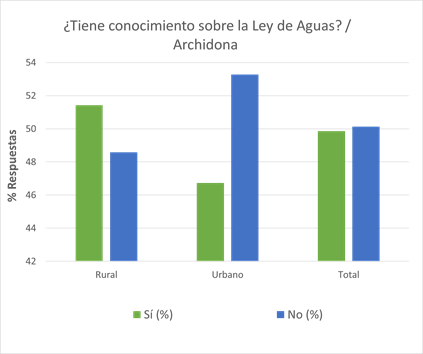 ¿Tiene conocimiento sobre la Ley de Aguas? /
Archidona
% Respuestas
54
52
50
48
46
44
42
Rural
Urbano
Total
Sí (%)
No (%)